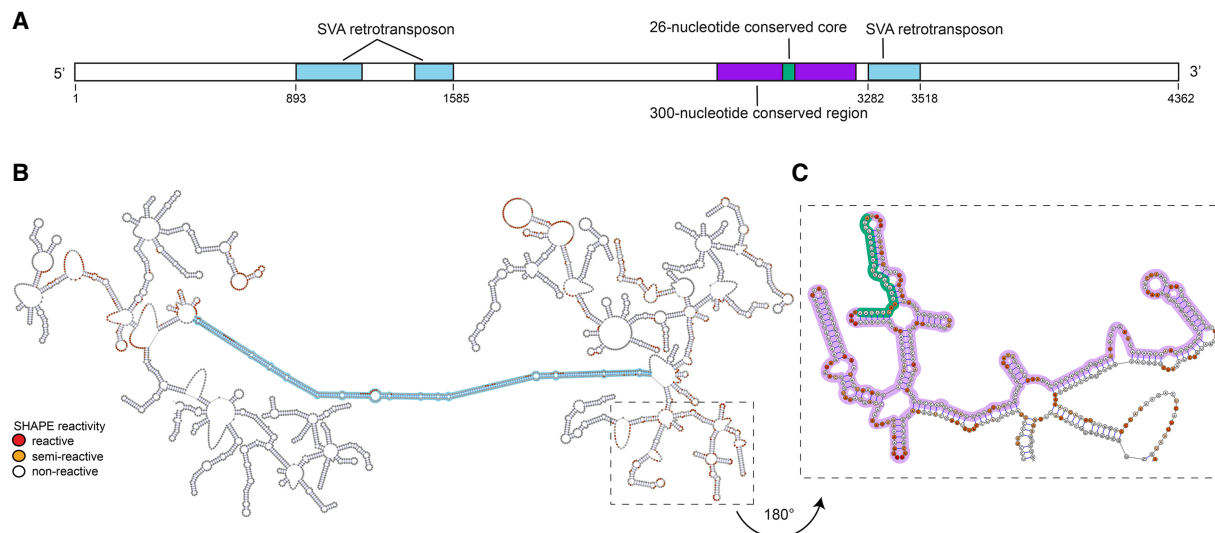 A
SVA retrotransposon
26-nucleotide conserved core
SVA retrotransposon
5’
3’
1
893
1585
300-nucleotide conserved region
3282
3518
4362
B
C
SHAPE reactivity
reactive
semi-reactive
non-reactive
180°